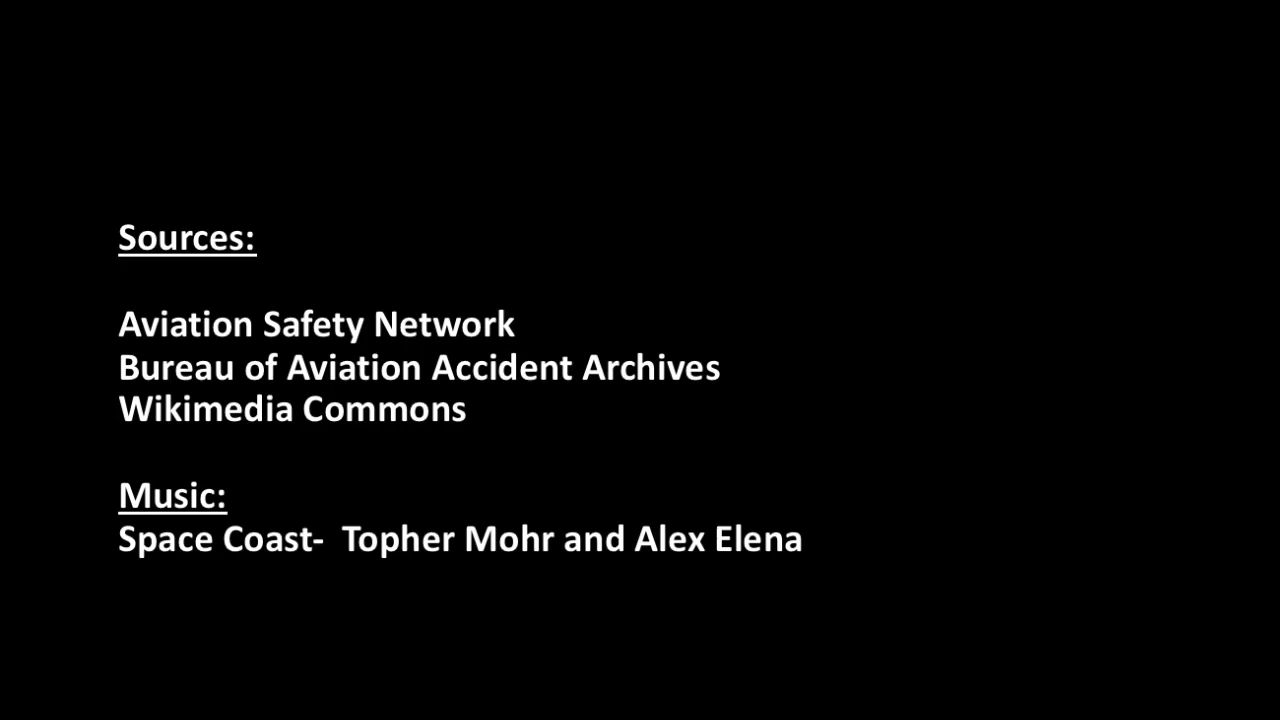 Sources:
Aviation Safety Network
Bureau of Aviation Accident Archives
Wikimedia Commons
Music:
Space Coast-  Topher Mohr and Alex Elena